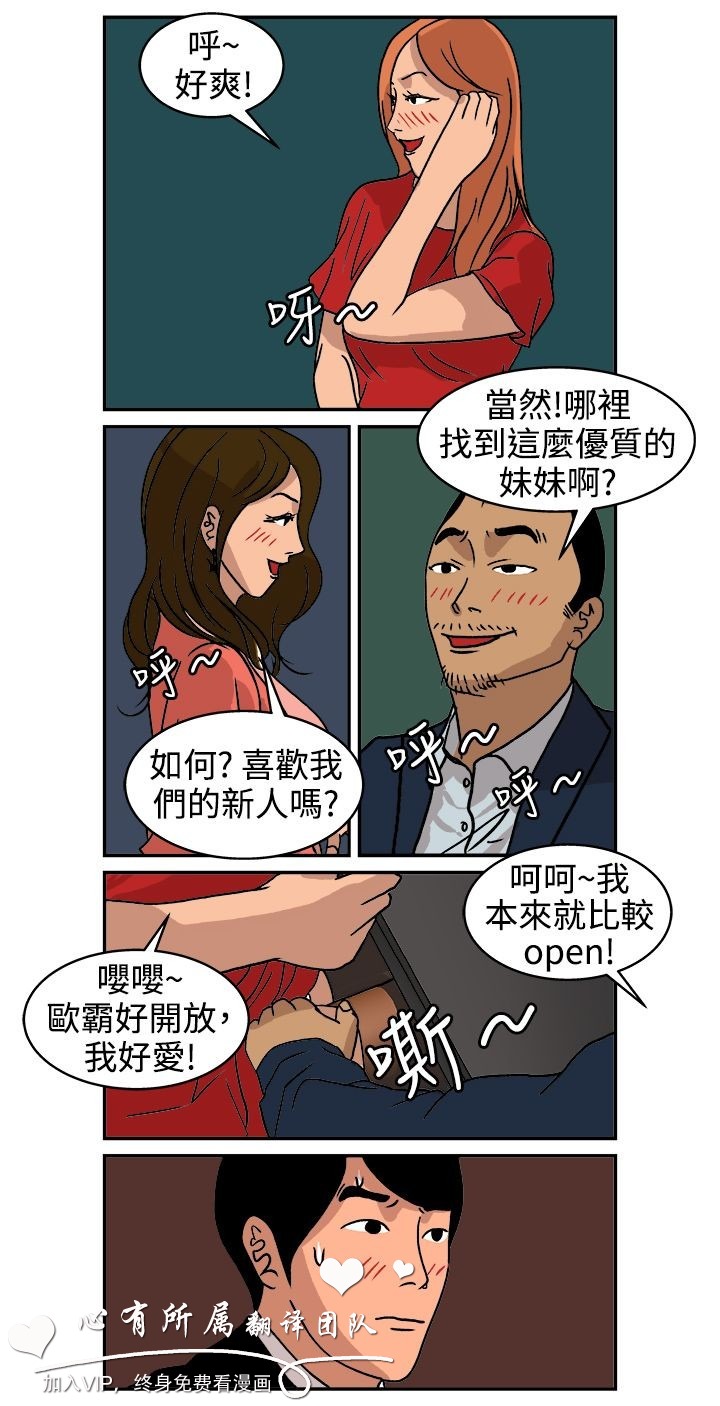 呼~
好爽!
呀~
當然!哪裡
找到這麼優質的
妹妹啊?
呼~
如何? 喜歡我
們的新人嗎?
呼~
呼~
呵呵~我
本來就比較
open!
嚶嚶~
歐霸好開放，
我好愛!
嘶~
心有所属翻译团队
加入VIP，终身免费看漫画